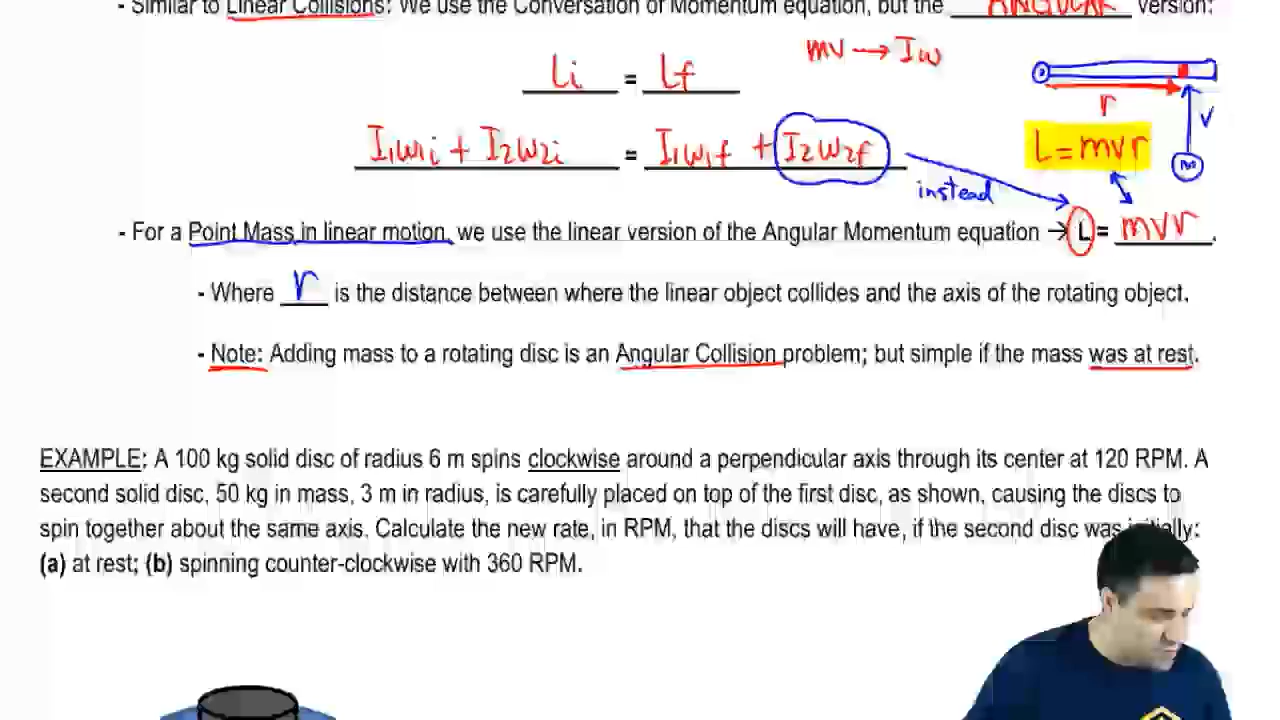 - Similar to Linear Collisions: We use the Conversation of Momentum equation, but the ANGULAR version:
mv → Iω
Li = Lf
r
v
I₁ω₁i + I₂ω₂i = I₁ω₁f + I₂ω₂f
L = mvr
m
instead
- For a Point Mass in linear motion, we use the linear version of the Angular Momentum equation → L = mvr.
- Where r is the distance between where the linear object collides and the axis of the rotating object.
- Note: Adding mass to a rotating disc is an Angular Collision problem; but simple if the mass was at rest.
EXAMPLE: A 100 kg solid disc of radius 6 m spins clockwise around a perpendicular axis through its center at 120 RPM. A
second solid disc, 50 kg in mass, 3 m in radius, is carefully placed on top of the first disc, as shown, causing the discs to
spin together about the same axis. Calculate the new rate, in RPM, that the discs will have, if the second disc was initially:
(a) at rest; (b) spinning counter-clockwise with 360 RPM.